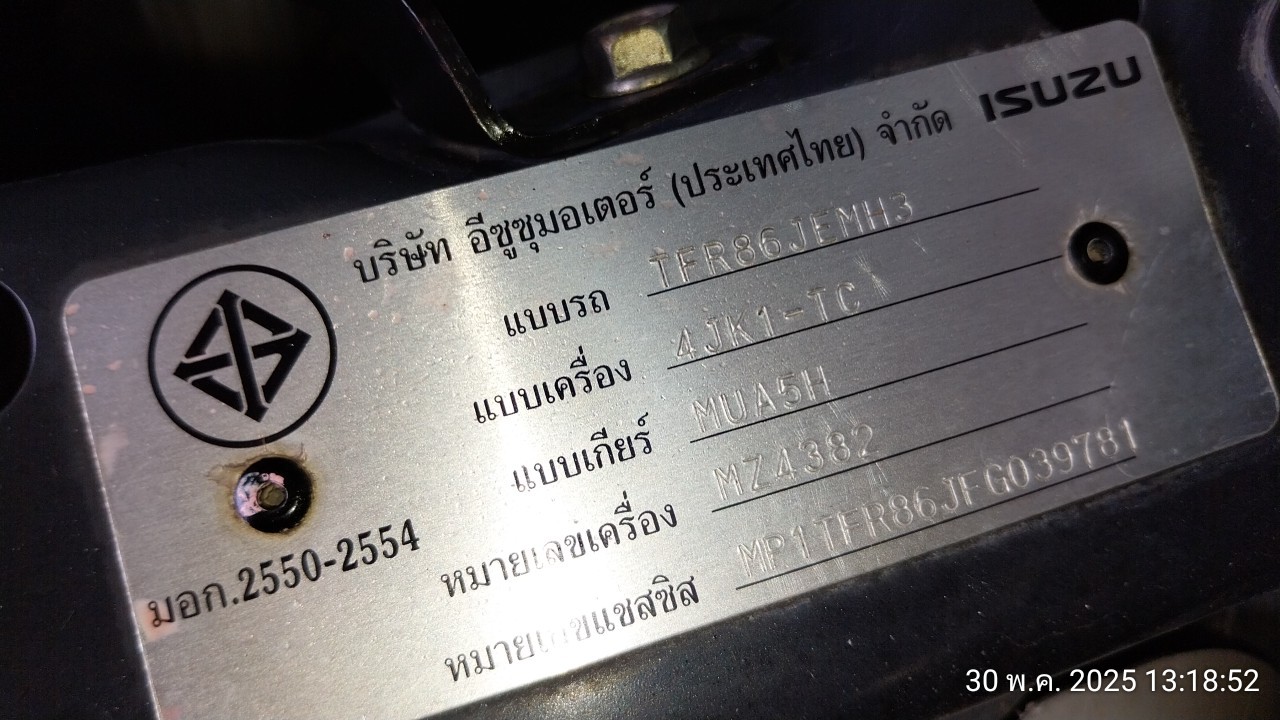 ISUZU
บริษัท อีซูซุมอเตอร์ (ประเทศไทย) จำกัด
แบบรถ TFR86JEMH3
แบบเครื่อง 4JK1-TC
แบบเกียร์ MUA5H
หมายเลขเครื่อง MZ4382
หมายเลขแชสซิส MP1TFR86JFG039781
มอก.2550-2554
30 พ.ค. 2025 13:18:52